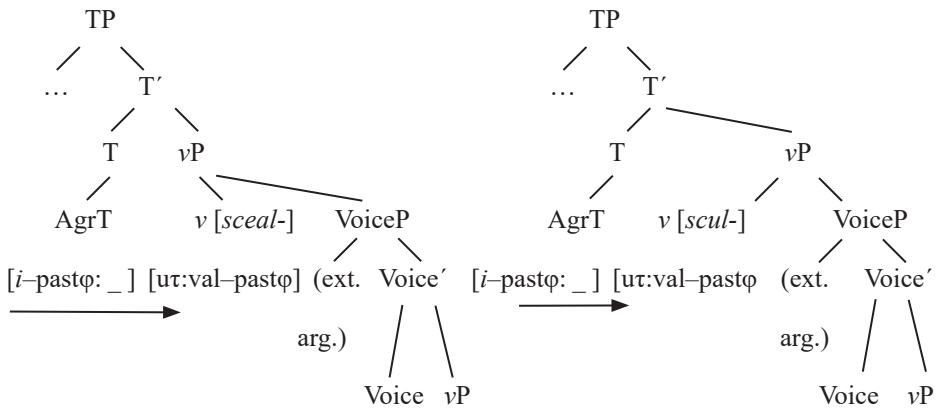 TP TP
… T´ … T´
T vP T vP
AgrT v [sceal-] VoiceP AgrT v [scul-] VoiceP
[i–pastφ: _ ] [uτ:val–pastφ] (ext. Voice´ [i–pastφ: _ ] [uτ:val–pastφ (ext. Voice´
arg.) arg.)
Voice vP Voice vP